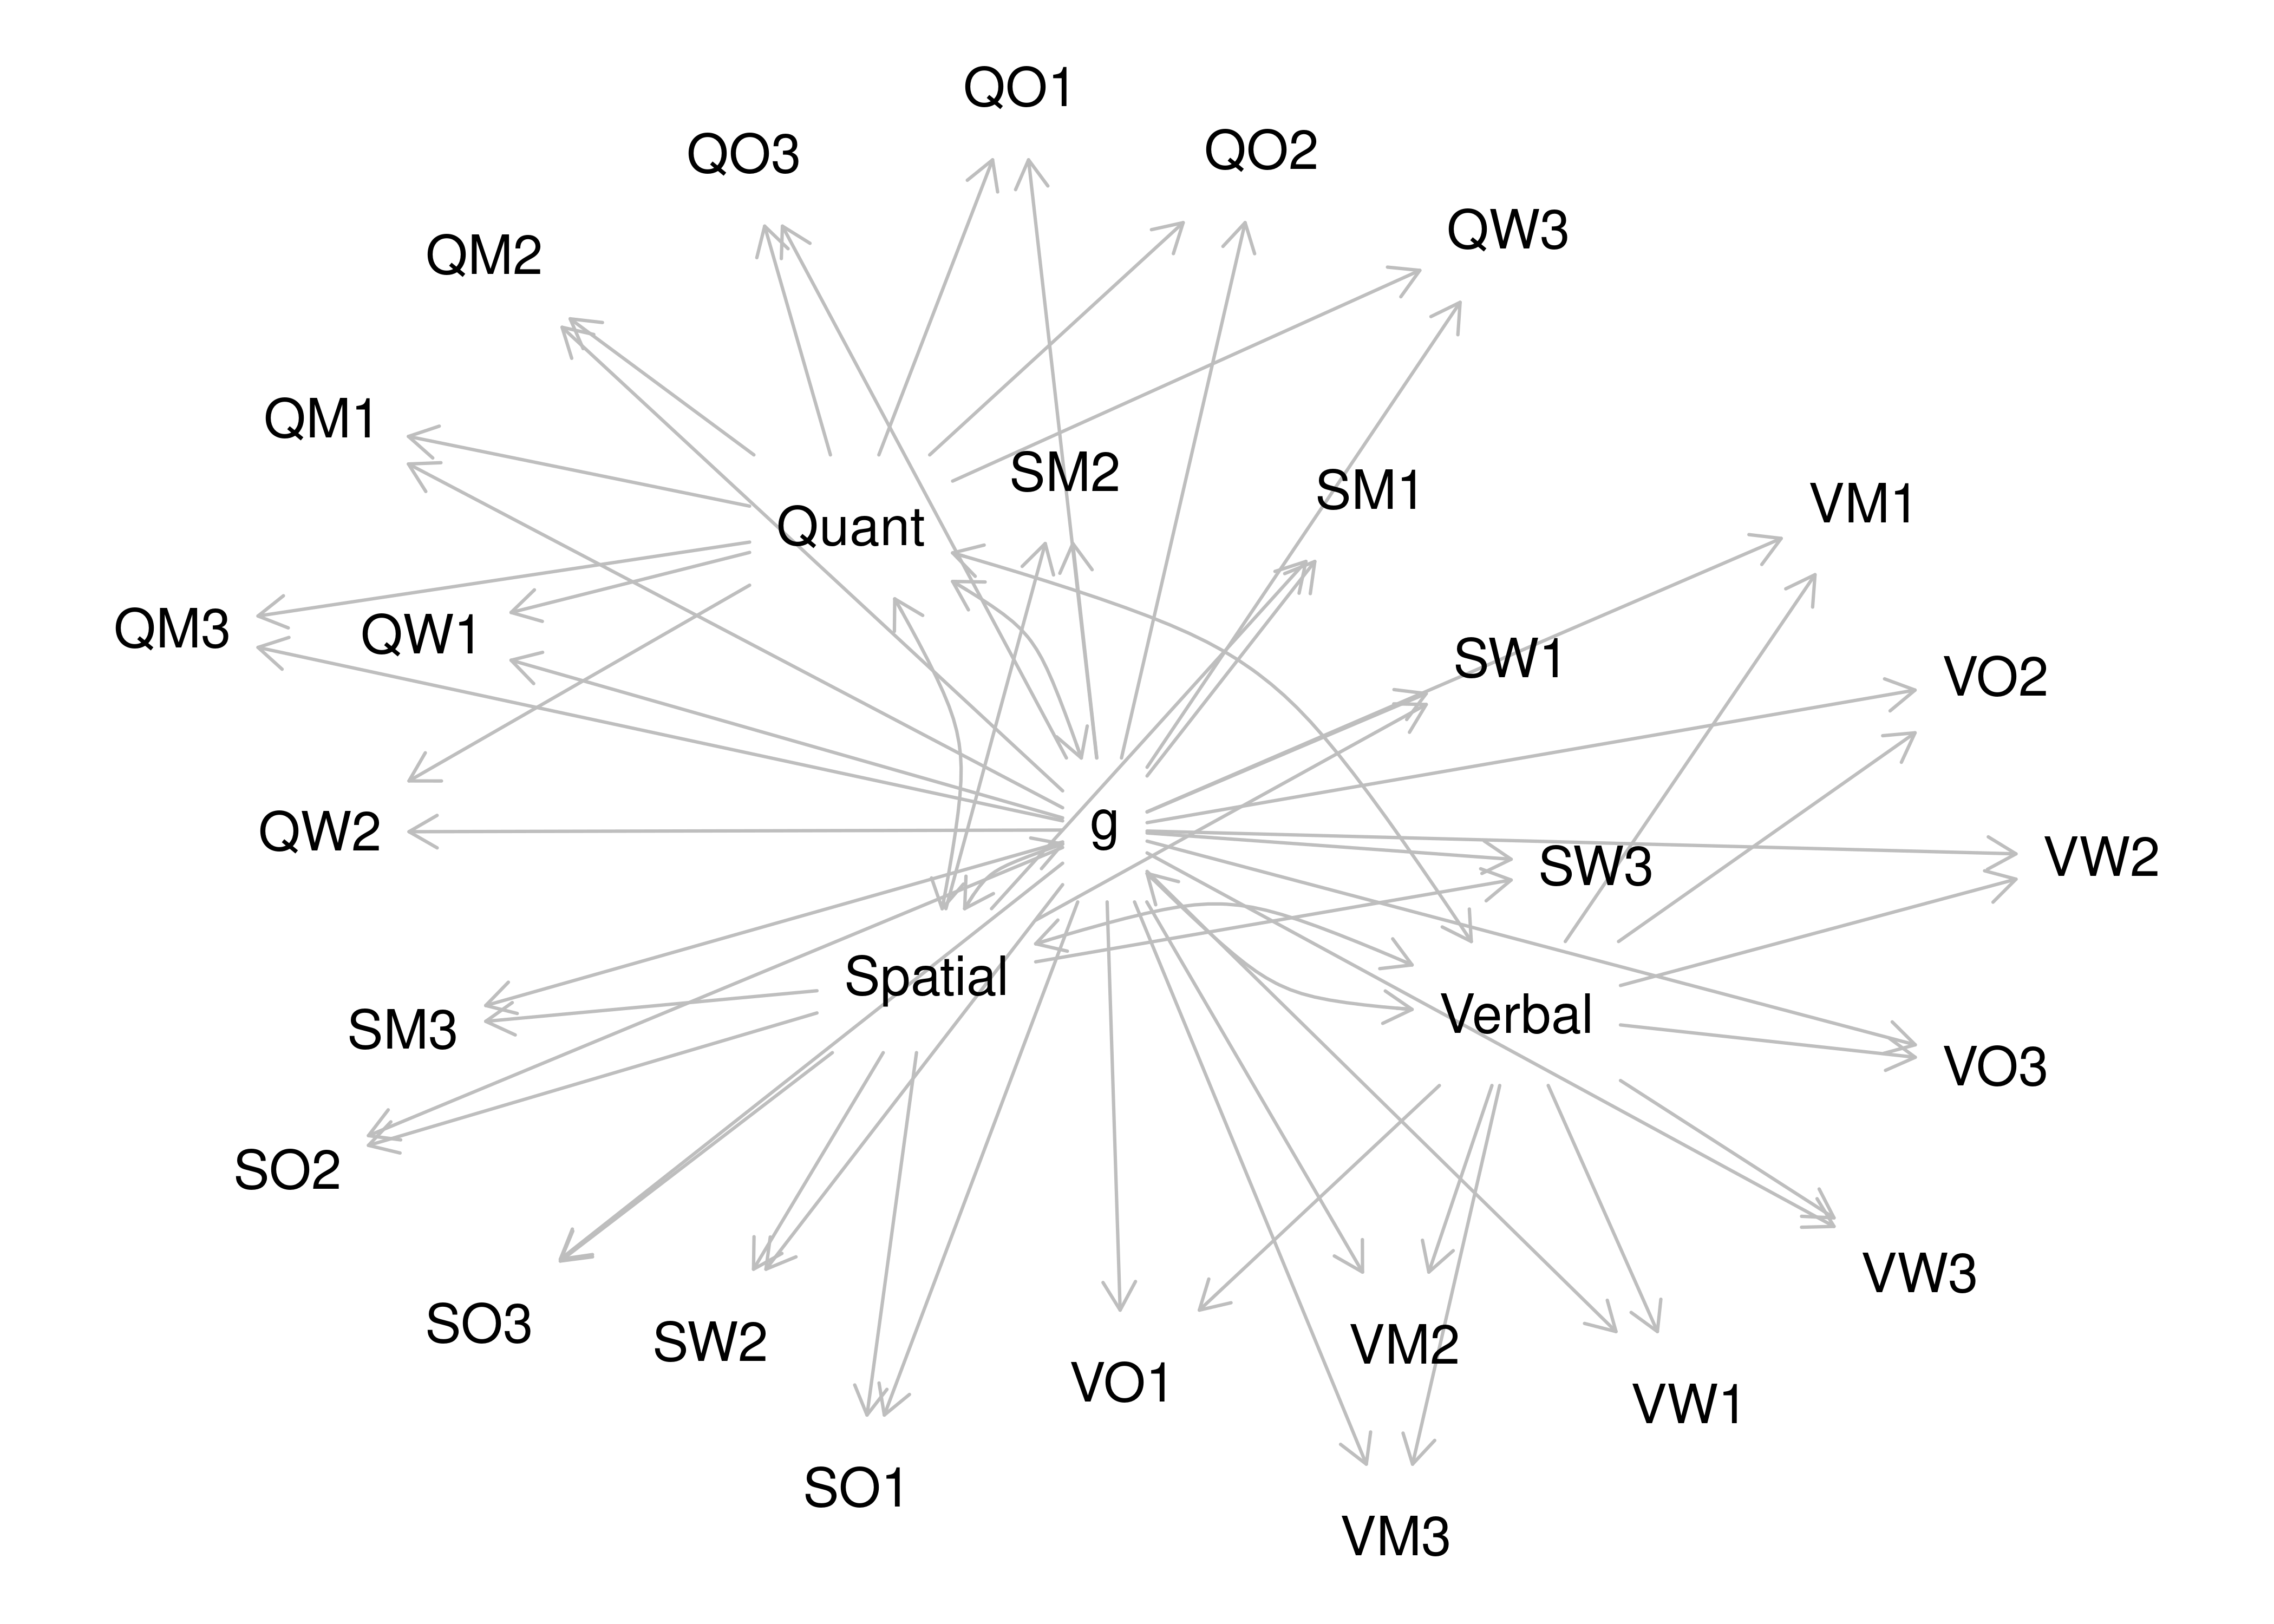 QO1
QO2
QO3
QW3
QM2
QM1
SM2
SM1
VM1
Quant
QM3
QW1
SW1
VO2
g
QW2
SW3
VW2
Spatial
Verbal
SM3
VO3
SO2
VW3
SO3
SW2
VM2
VO1
VW1
SO1
VM3